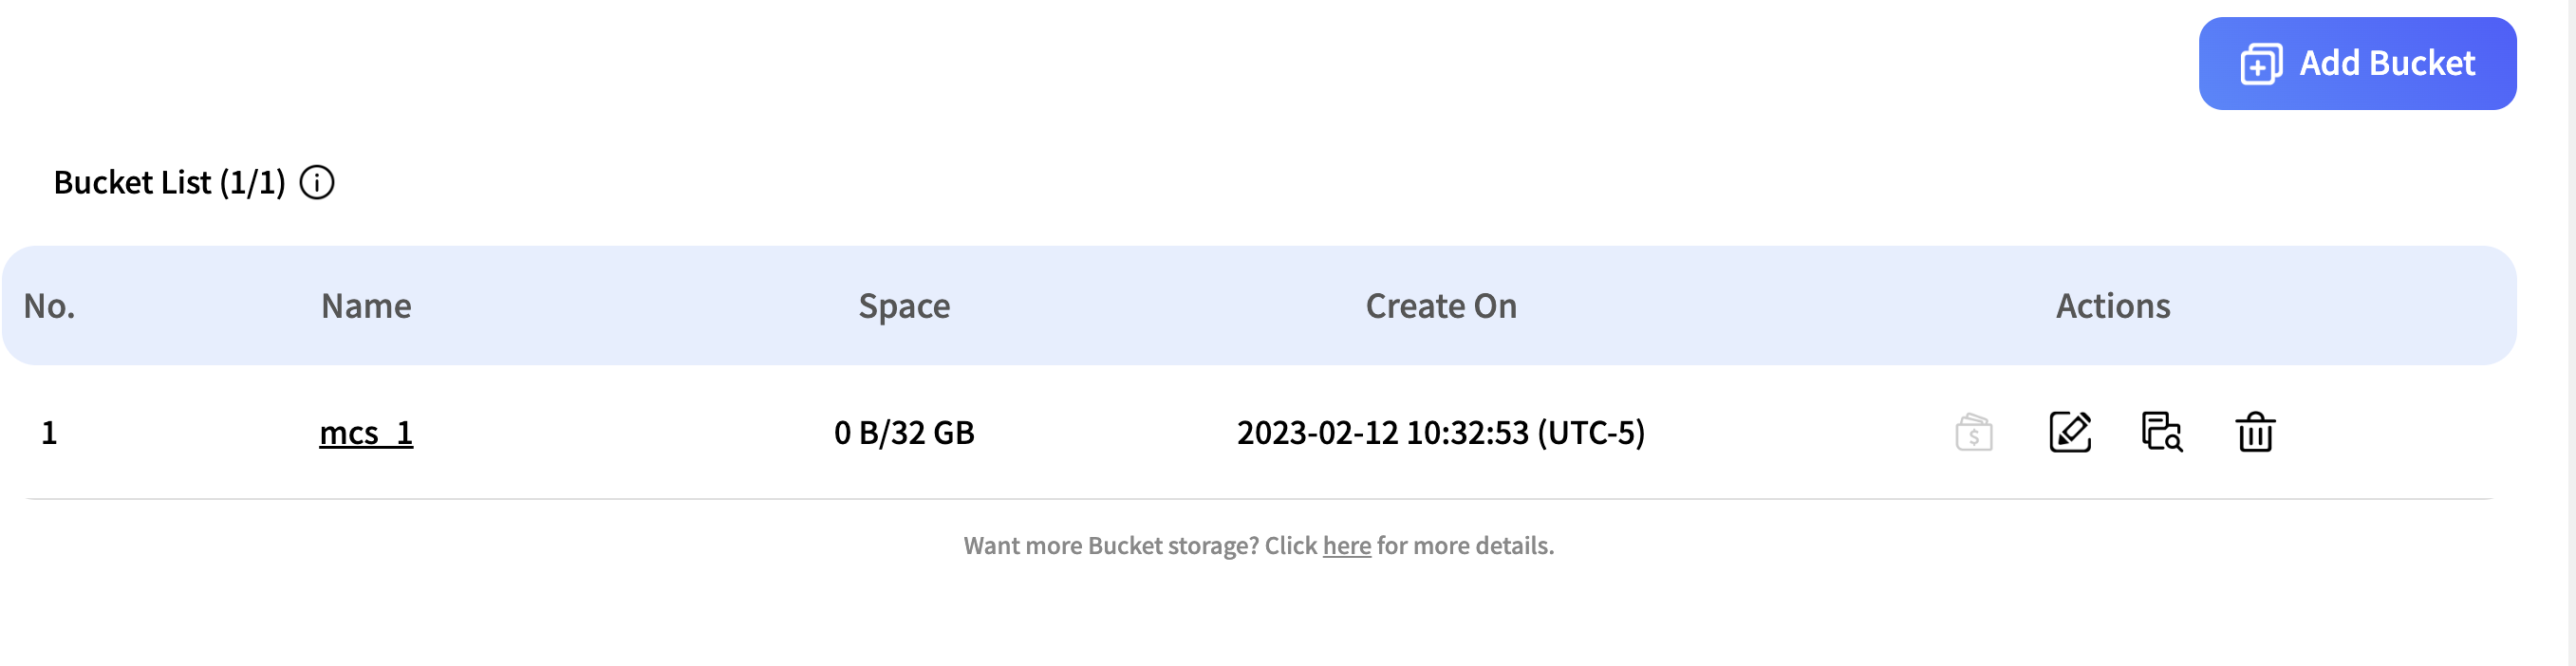 Add Bucket
Bucket List (1/1)
No. Name Space Create On Actions
1 mcs_1 0 B/32 GB 2023-02-12 10:32:53 (UTC-5)
Want more Bucket storage? Click here for more details.